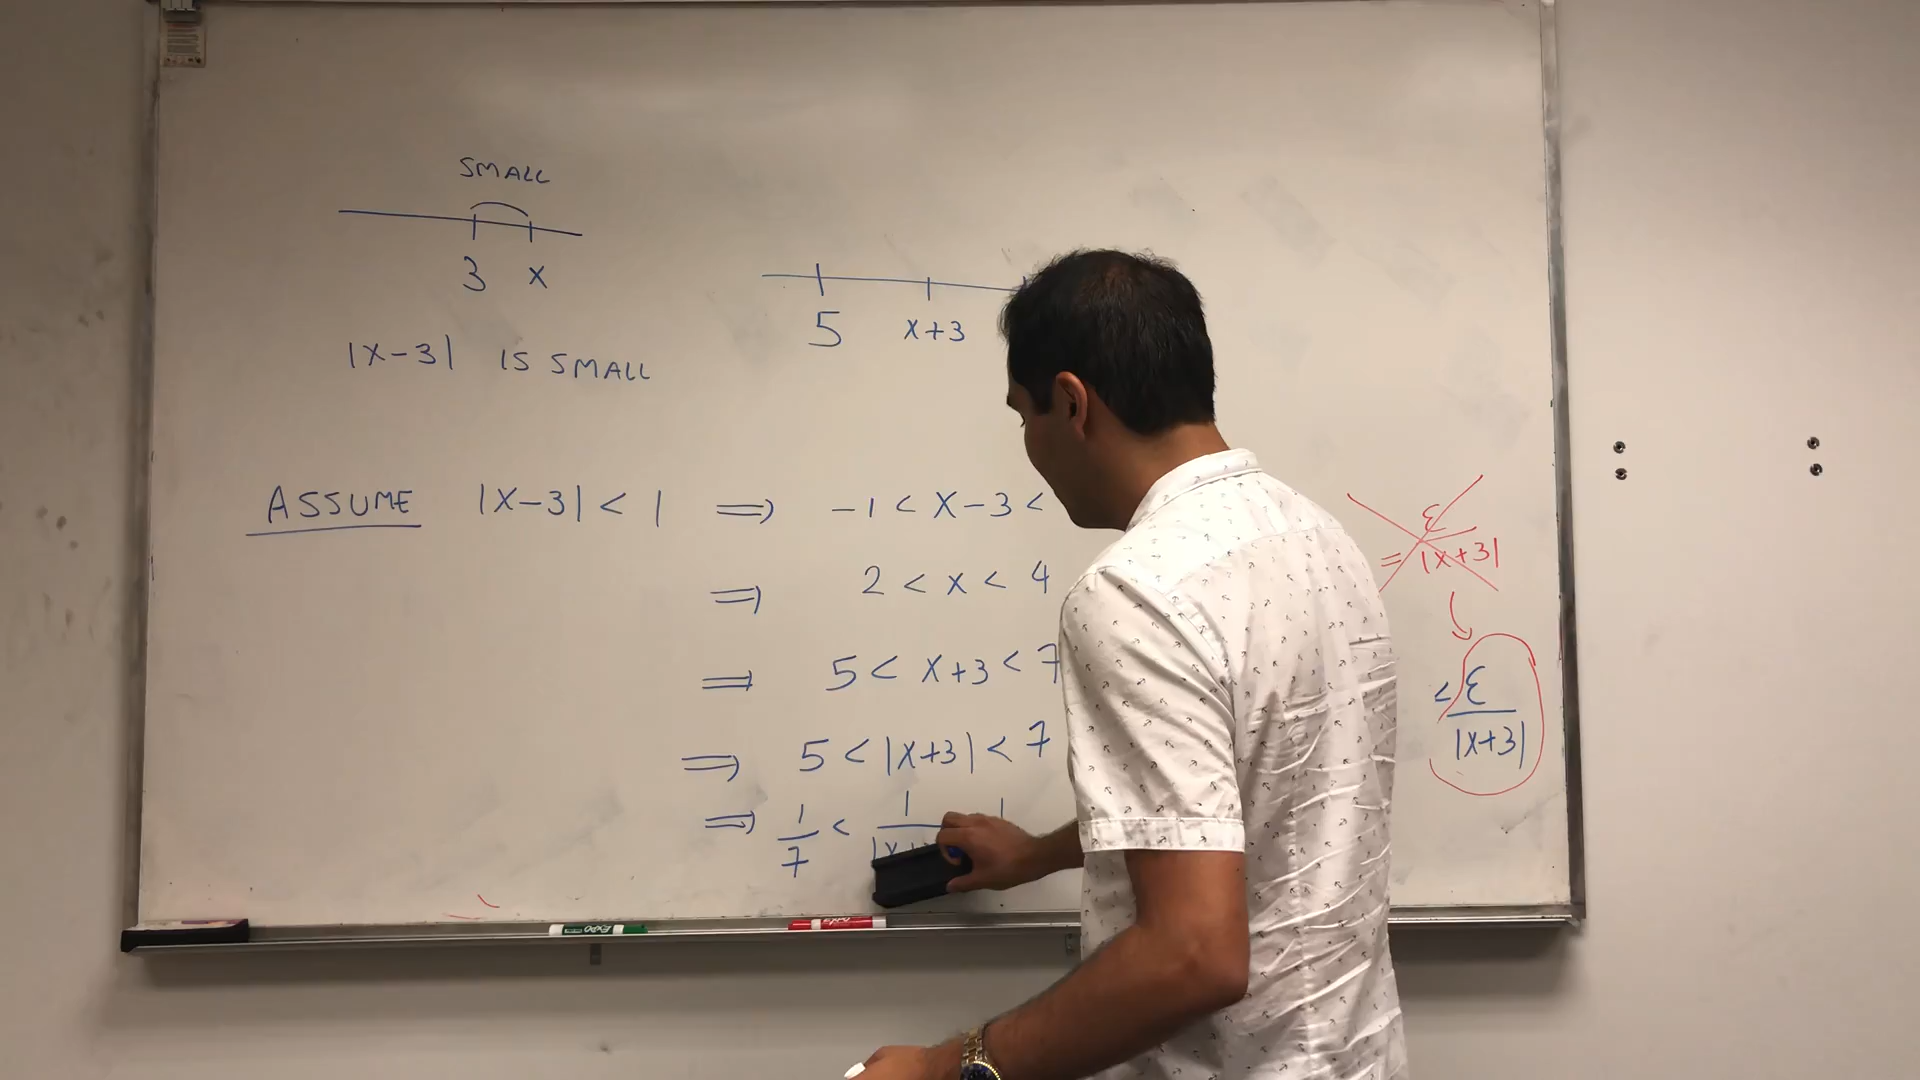 SMALL
3 x
|x-3| IS SMALL
5 x+3
ASSUME |x-3| < 1 ⟹ -1 < x-3 <
⟹ 2 < x < 4
⟹ 5 < x+3 < 7
⟹ 5 < |x+3| < 7
⟹ 1/7 < 1
= ε/|x+3|
< ε/|x+3|
EXPO